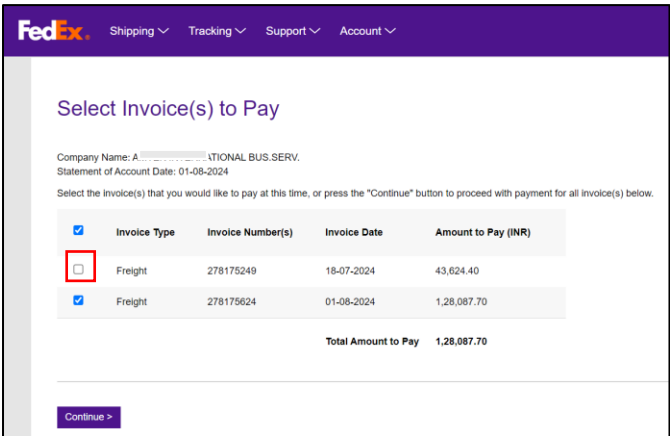 FedEx. Shipping Tracking Support Account
Select Invoice(s) to Pay
Company Name: BUS.SERV.
Statement of Account Date: 01-08-2024
Select the invoice(s) that you would like to pay at this time, or press the "Continue" button to proceed with payment for all invoice(s) below.
Invoice Type Invoice Number(s) Invoice Date Amount to Pay (INR)
Freight 278175249 18-07-2024 43,624.40
Freight 278175624 01-08-2024 1,28,087.70
Total Amount to Pay 1,28,087.70
Continue >